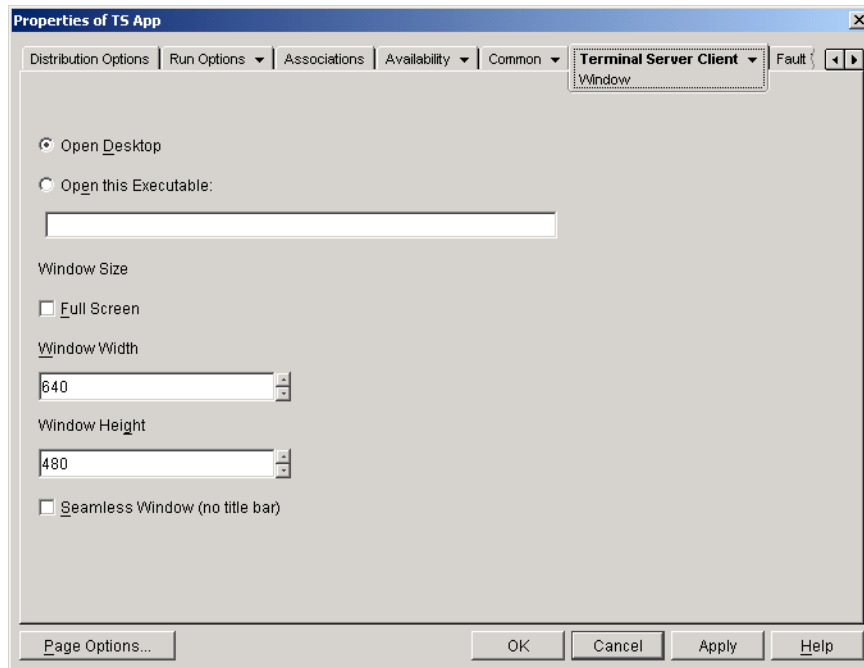 Properties of TS App
Distribution Options Run Options Associations Availability Common Terminal Server Client Fault
Window
Open Desktop
Open this Executable:
Window Size
Full Screen
Window Width
640
Window Height
480
Seamless Window (no title bar)
Page Options... OK Cancel Apply Help